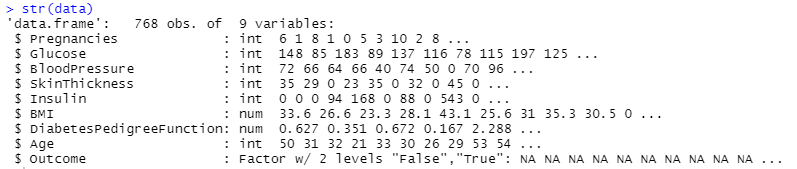 > str(data)
'data.frame':   768 obs. of  9 variables:
 $ Pregnancies             : int  6 1 8 1 0 5 3 10 2 8 ...
 $ Glucose                 : int  148 85 183 89 137 116 78 115 197 125 ...
 $ BloodPressure           : int  72 66 64 66 40 74 50 0 70 96 ...
 $ SkinThickness           : int  35 29 0 23 35 0 32 0 45 0 ...
 $ Insulin                 : int  0 0 0 94 168 0 88 0 543 0 ...
 $ BMI                     : num  33.6 26.6 23.3 28.1 43.1 25.6 31 35.3 30.5 0 ...
 $ DiabetesPedigreeFunction: num  0.627 0.351 0.672 0.167 2.288 ...
 $ Age                     : int  50 31 32 21 33 30 26 29 53 54 ...
 $ Outcome                 : Factor w/ 2 levels "False","True": NA NA NA NA NA NA NA NA NA NA ...